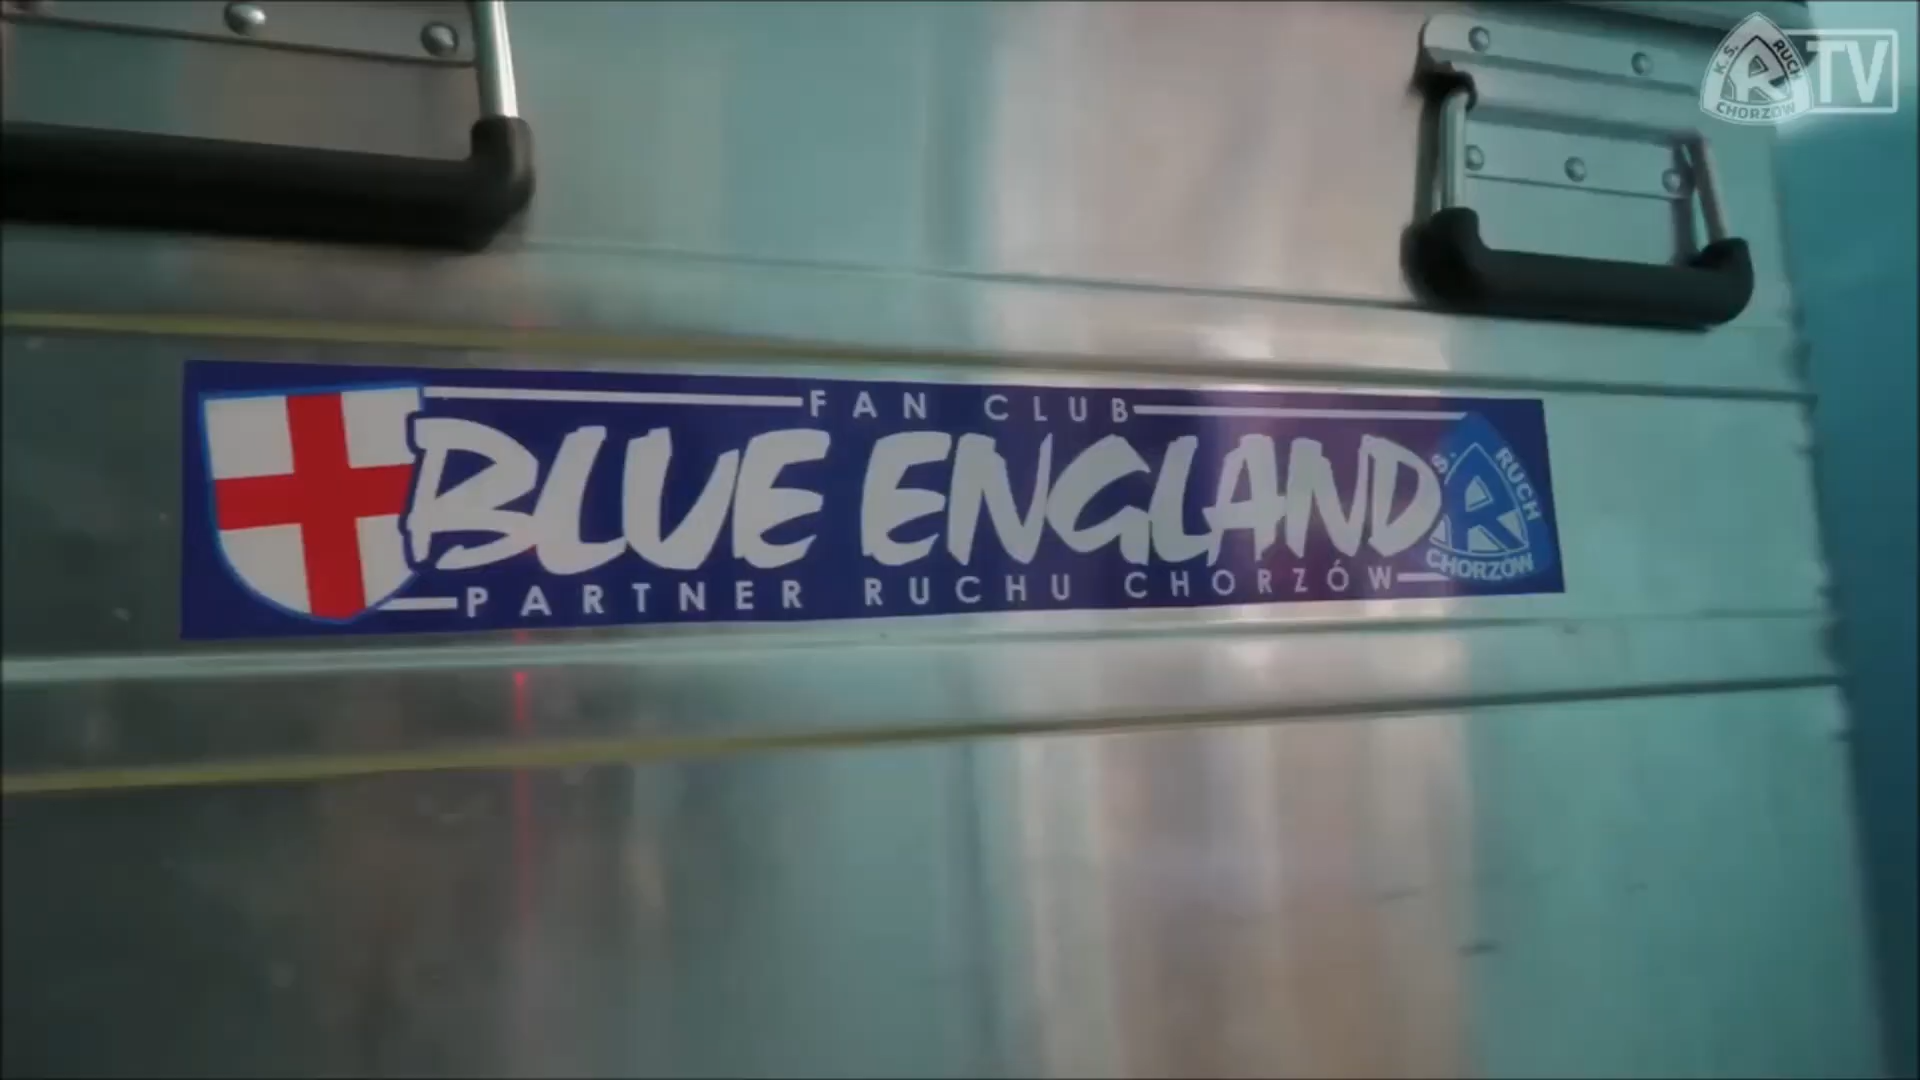 K.S. RUCH
R TV
CHORZÓW
FAN CLUB
BLUE ENGLAND
PARTNER RUCHU CHORZÓW
S. RUCH
R
CHORZÓW